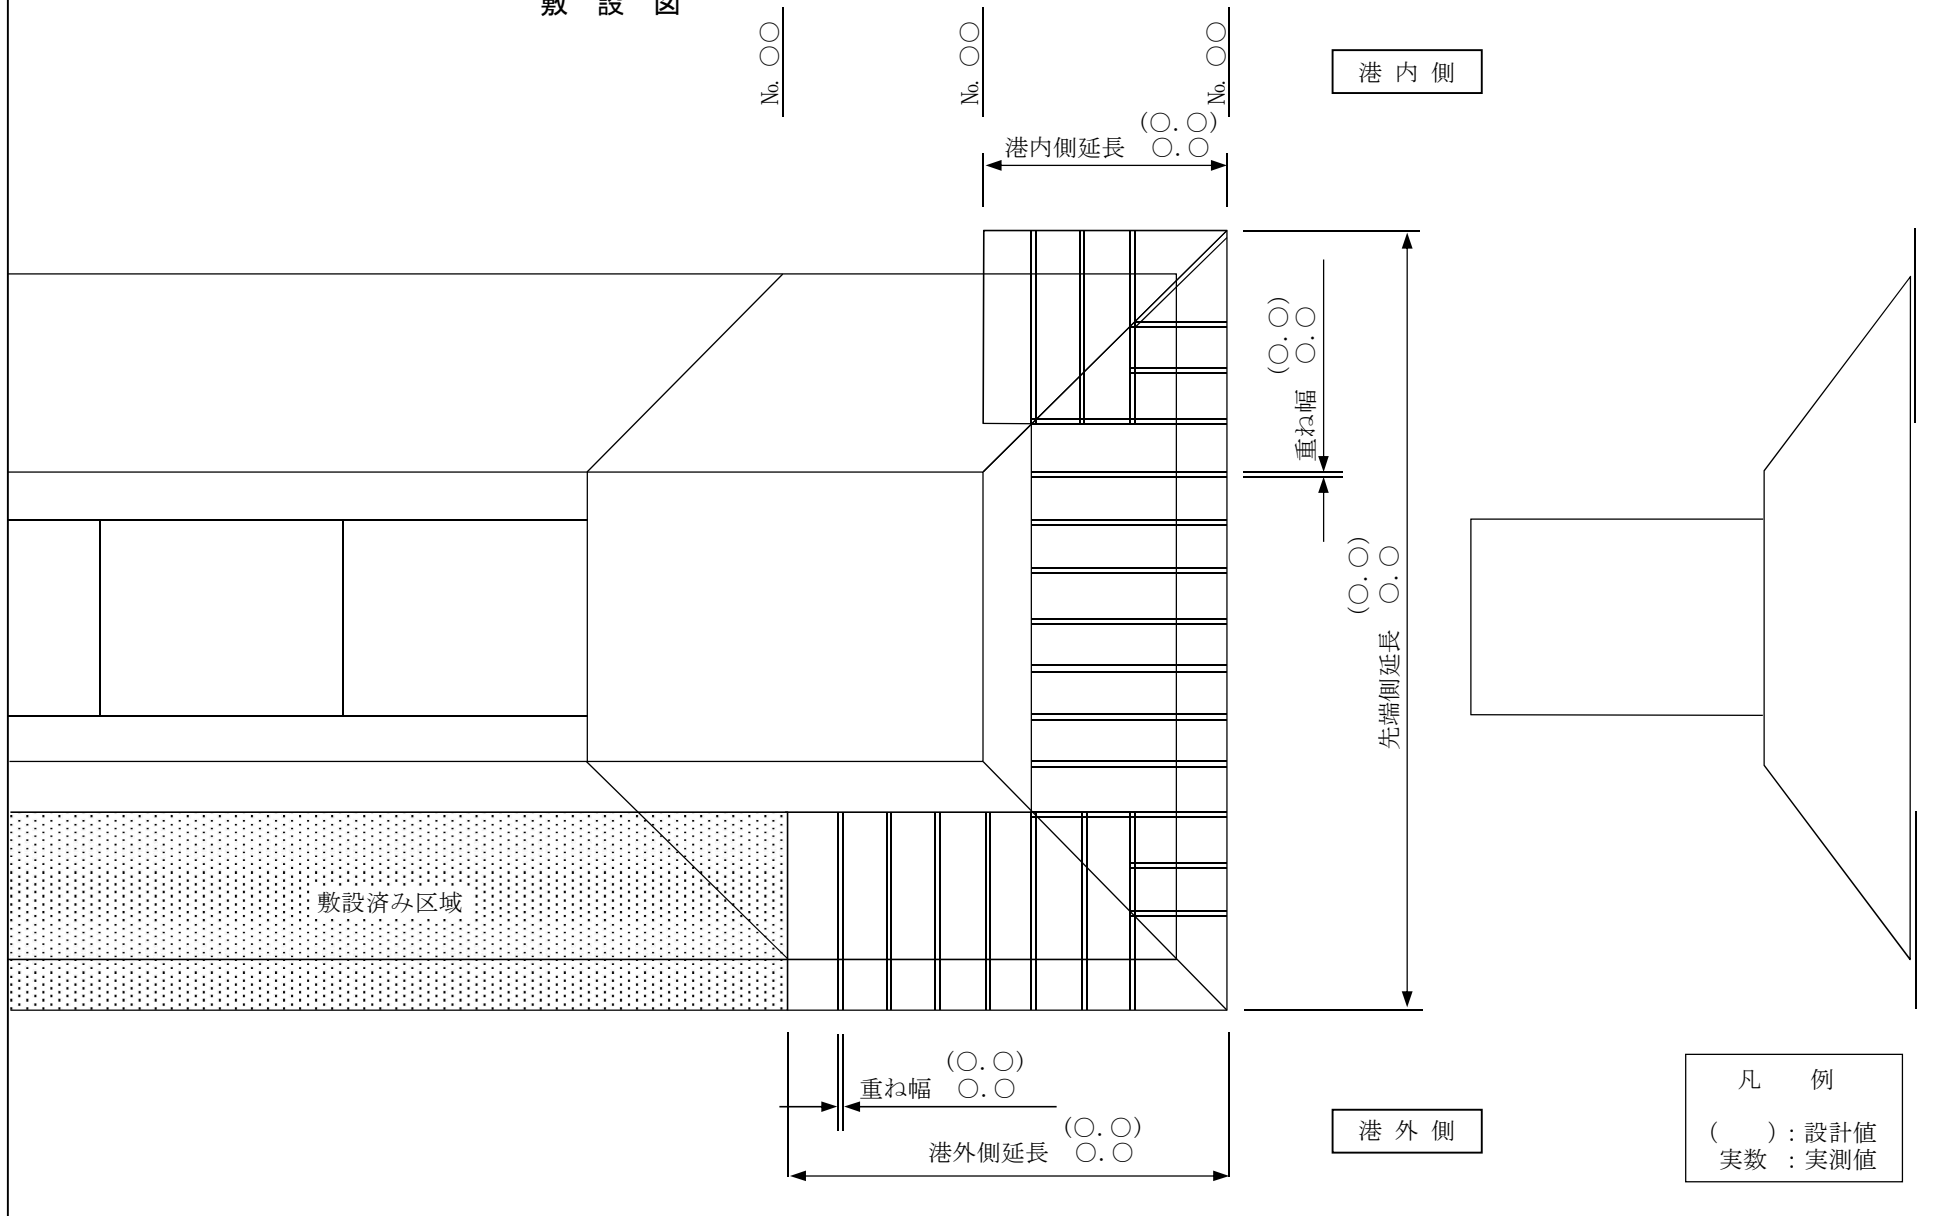 敷 設 図
No. ○○
No. ○○
No. ○○
港 内 側
(○.○)
港内側延長 ○.○
(○.○)
重ね幅 ○.○
(○.○)
先端側延長 ○.○
敷設済み区域
(○.○)
重ね幅 ○.○
(○.○)
港外側延長 ○.○
港 外 側
凡 例
( ) : 設計値
実数 : 実測値